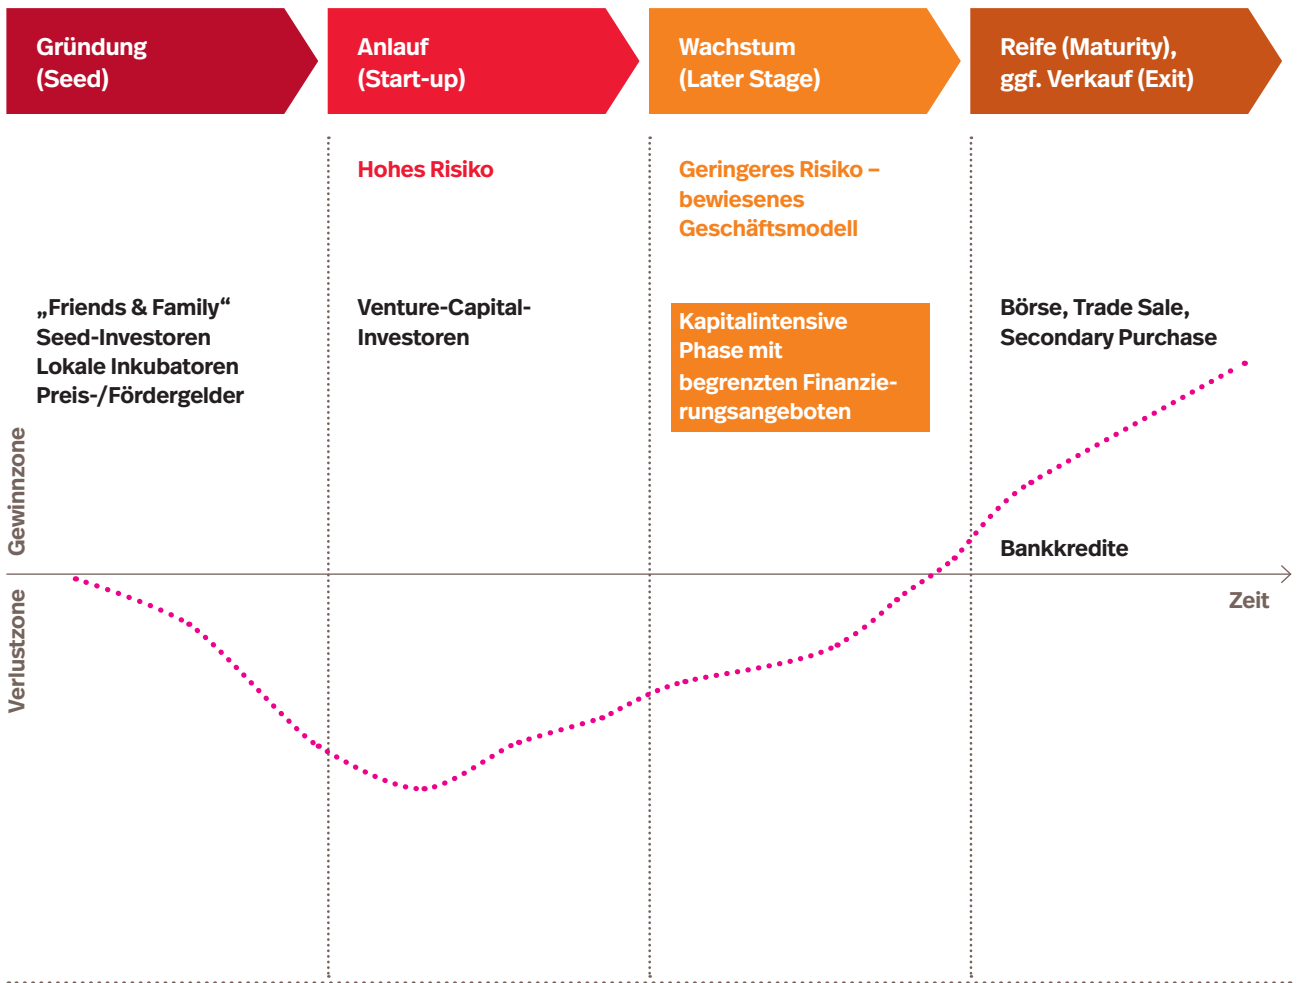 Gründung
(Seed)
Anlauf
(Start-up)
Wachstum
(Later Stage)
Reife (Maturity),
ggf. Verkauf (Exit)
Hohes Risiko
Geringeres Risiko –
bewiesenes
Geschäftsmodell
„Friends & Family“
Seed-Investoren
Lokale Inkubatoren
Preis-/Fördergelder
Venture-Capital-
Investoren
Kapitalintensive
Phase mit
begrenzten Finanzie-
rungsangeboten
Börse, Trade Sale,
Secondary Purchase
Gewinnzone
Bankkredite
Zeit
Verlustzone